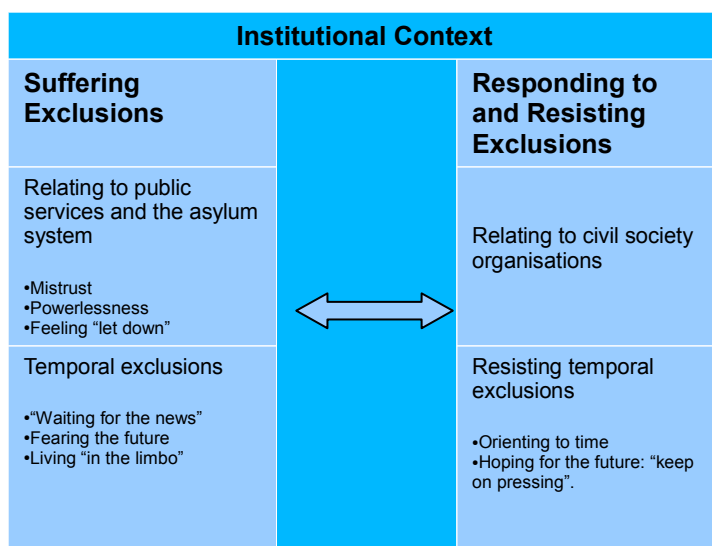 Institutional Context
Suffering
Exclusions
Responding to
and Resisting
Exclusions
Relating to public
services and the asylum
system
•Mistrust
•Powerlessness
•Feeling “let down”
Relating to civil society
organisations
Temporal exclusions
•“Waiting for the news”
•Fearing the future
•Living “in the limbo”
Resisting temporal
exclusions
•Orienting to time
•Hoping for the future: “keep
on pressing”.